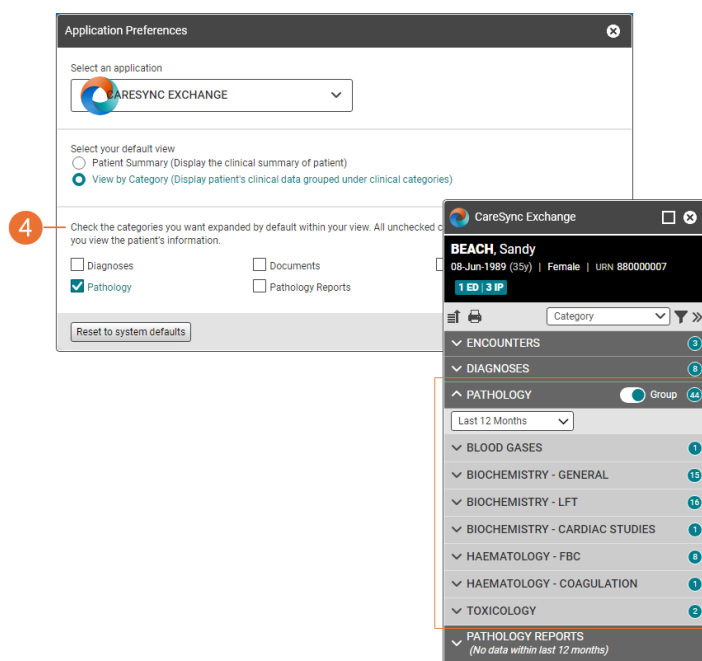 Application Preferences
Select an application
CARESYNC EXCHANGE
Select your default view
Patient Summary (Display the clinical summary of patient)
View by Category (Display patient's clinical data grouped under clinical categories)
4
Check the categories you want expanded by default within your view. All unchecked
you view the patient's information.
Diagnoses
Documents
Pathology
Pathology Reports
Reset to system defaults
CareSync Exchange
BEACH, Sandy
08-Jun-1989 (35y) | Female | URN 880000007
1 ED | 3 IP
Category
ENCOUNTERS 3
DIAGNOSES 8
PATHOLOGY Group 44
Last 12 Months
BLOOD GASES 1
BIOCHEMISTRY - GENERAL 15
BIOCHEMISTRY - LFT 16
BIOCHEMISTRY - CARDIAC STUDIES 1
HAEMATOLOGY - FBC 8
HAEMATOLOGY - COAGULATION 1
TOXICOLOGY 2
PATHOLOGY REPORTS
(No data within last 12 months)